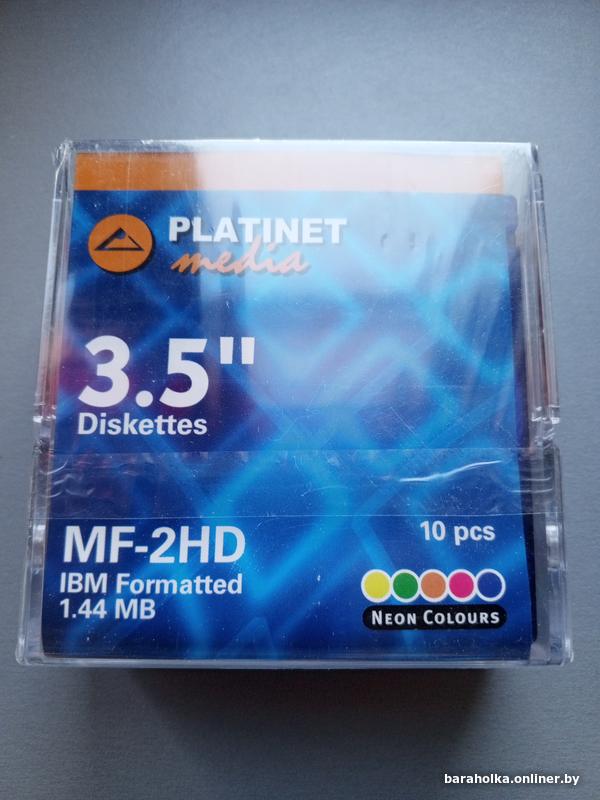 PLATINET
media
3.5"
Diskettes
MF-2HD
10 pcs
IBM Formatted
1.44 MB
NEON COLOURS
baraholka.onliner.by